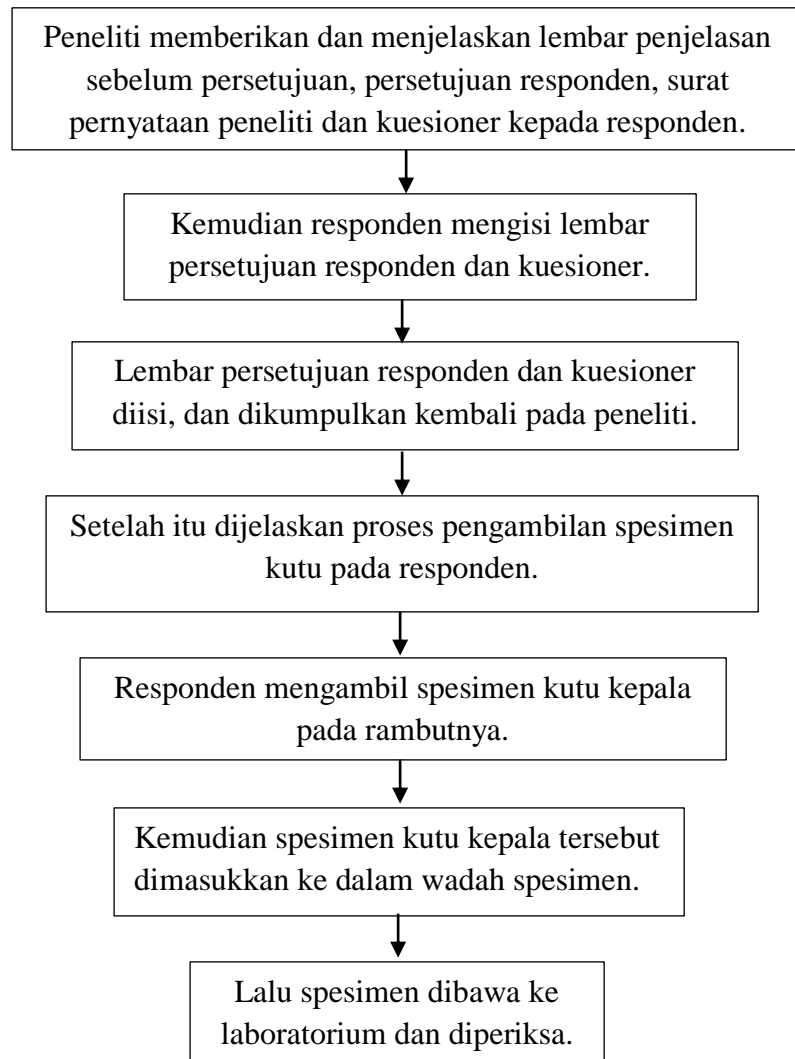 Peneliti memberikan dan menjelaskan lembar penjelasan
sebelum persetujuan, persetujuan responden, surat
pernyataan peneliti dan kuesioner kepada responden.
Kemudian responden mengisi lembar
persetujuan responden dan kuesioner.
Lembar persetujuan responden dan kuesioner
diisi, dan dikumpulkan kembali pada peneliti.
Setelah itu dijelaskan proses pengambilan spesimen
kutu pada responden.
Responden mengambil spesimen kutu kepala
pada rambutnya.
Kemudian spesimen kutu kepala tersebut
dimasukkan ke dalam wadah spesimen.
Lalu spesimen dibawa ke
laboratorium dan diperiksa.